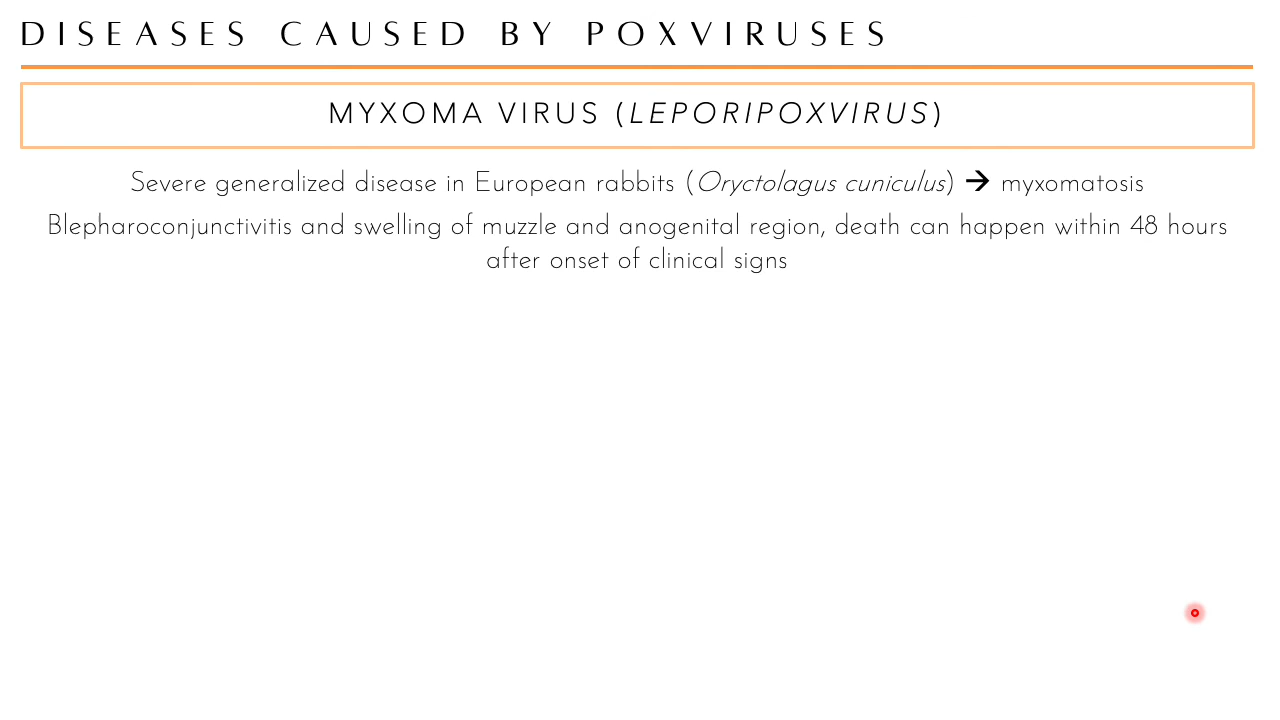 DISEASES CAUSED BY POXVIRUSES
MYXOMA VIRUS (LEPORIPOXVIRUS)
Severe generalized disease in European rabbits (Oryctolagus cuniculus) → myxomatosis
Blepharoconjunctivitis and swelling of muzzle and anogenital region, death can happen within 48 hours
after onset of clinical signs